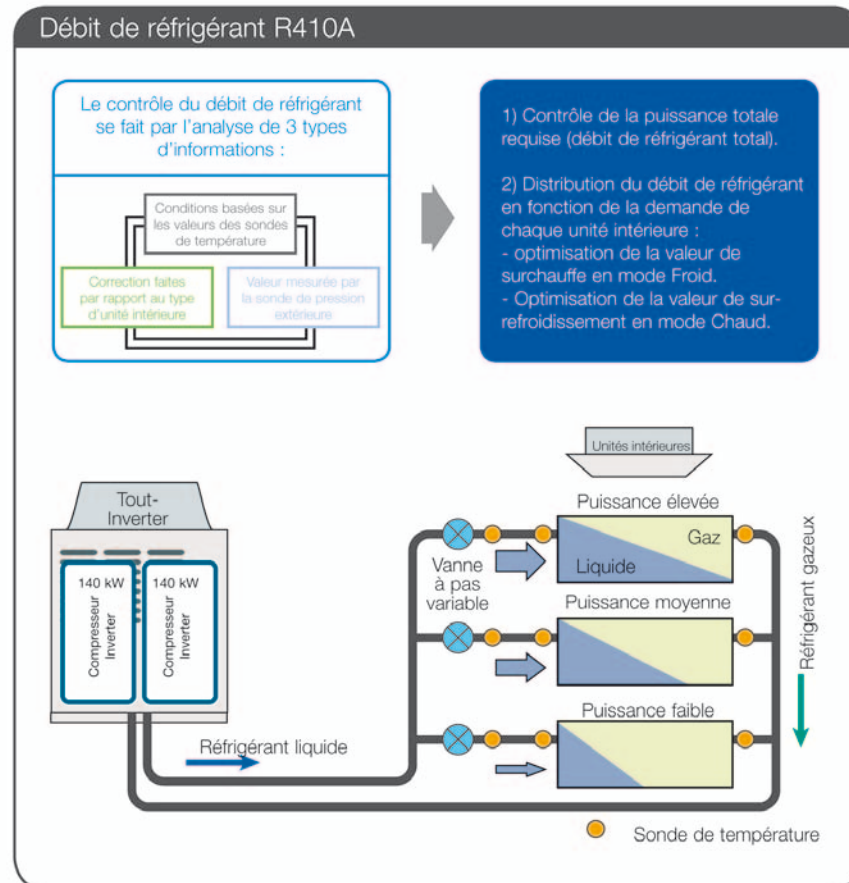 Débit de réfrigérant R410A
Le contrôle du débit de réfrigérant
se fait par l'analyse de 3 types
d'informations :
Conditions basées sur
les valeurs des sondes
de température
Correction faites
par rapport au type
d'unité intérieure
Valeur mesurée par
la sonde de pression
extérieure
1) Contrôle de la puissance totale
requise (débit de réfrigérant total).
2) Distribution du débit de réfrigérant
en fonction de la demande de
chaque unité intérieure :
- optimisation de la valeur de
surchauffe en mode Froid.
- Optimisation de la valeur de sur-
refroidissement en mode Chaud.
Unités intérieures
Tout-
Inverter
140 kW
Compresseur
Inverter
140 kW
Compresseur
Inverter
Réfrigérant liquide
Vanne
à pas
variable
Puissance élevée
Gaz
Liquide
Puissance moyenne
Puissance faible
Réfrigérant gazeux
Sonde de température